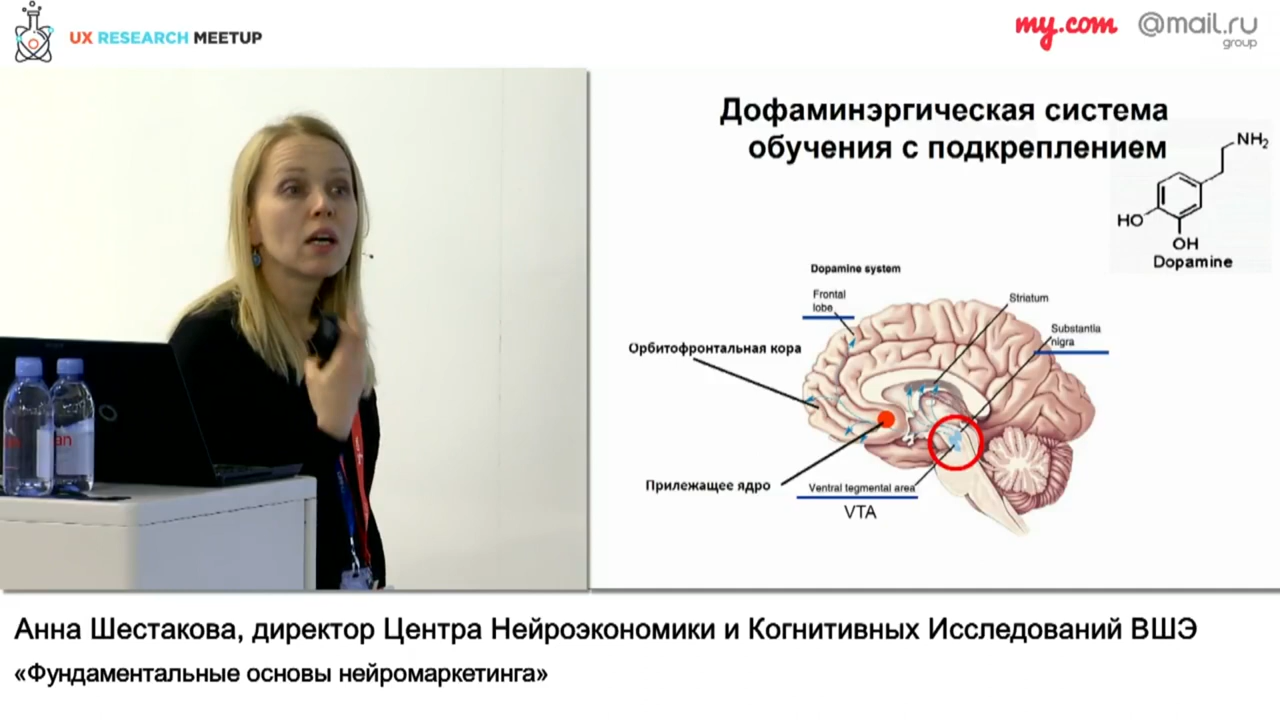 UX RESEARCH MEETUP
my.com @mail.ru
group
Дофаминэргическая система
обучения с подкреплением
NH2
HO
OH
Dopamine
Dopamine system
Frontal
lobe
Striatum
Substantia
nigra
Орбитофронтальная кора
Прилежащее ядро
Ventral tegmental area
VTA
Анна Шестакова, директор Центра Нейроэкономики и Когнитивных Исследований ВШЭ
«Фундаментальные основы нейромаркетинга»